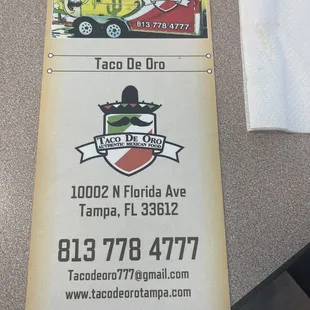 813 778 4777
Taco De Oro
TACO DE ORO
AUTHENTIC MEXICAN FOOD
10002 N Florida Ave
Tampa, FL 33612
813 778 4777
Tacodeoro777@gmail.com
www.tacodeorotampa.com